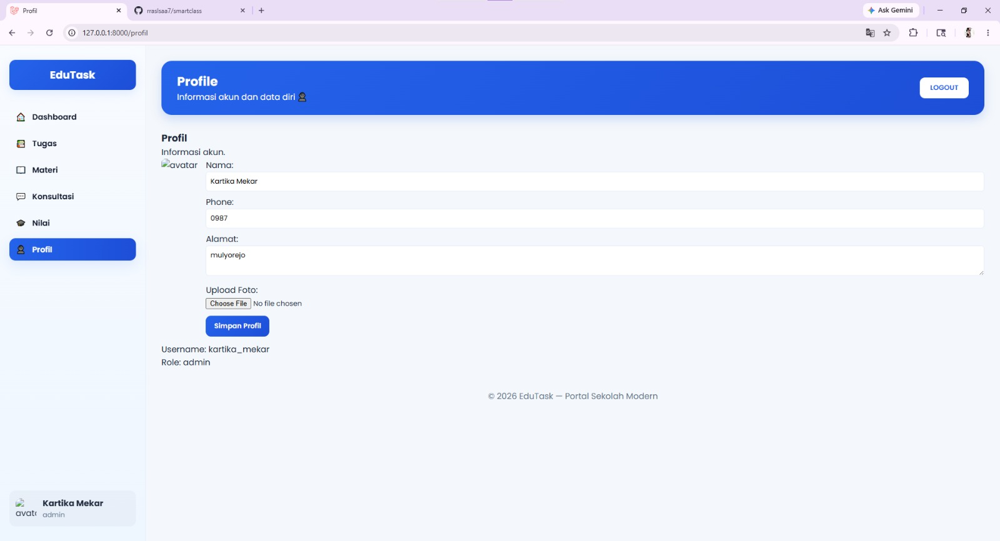 Profil
rraslsaa7/smartclass
Ask Gemini
127.0.0.1:8000/profil
EduTask
Dashboard
Tugas
Materi
Konsultasi
Nilai
Profil
Kartika Mekar
admin
Profile
Informasi akun dan data diri
LOGOUT
Profil
Informasi akun.
avatar
Nama:
Kartika Mekar
Phone:
0987
Alamat:
mulyorejo
Upload Foto:
Choose File No file chosen
Simpan Profil
Username: kartika_mekar
Role: admin
© 2026 EduTask — Portal Sekolah Modern